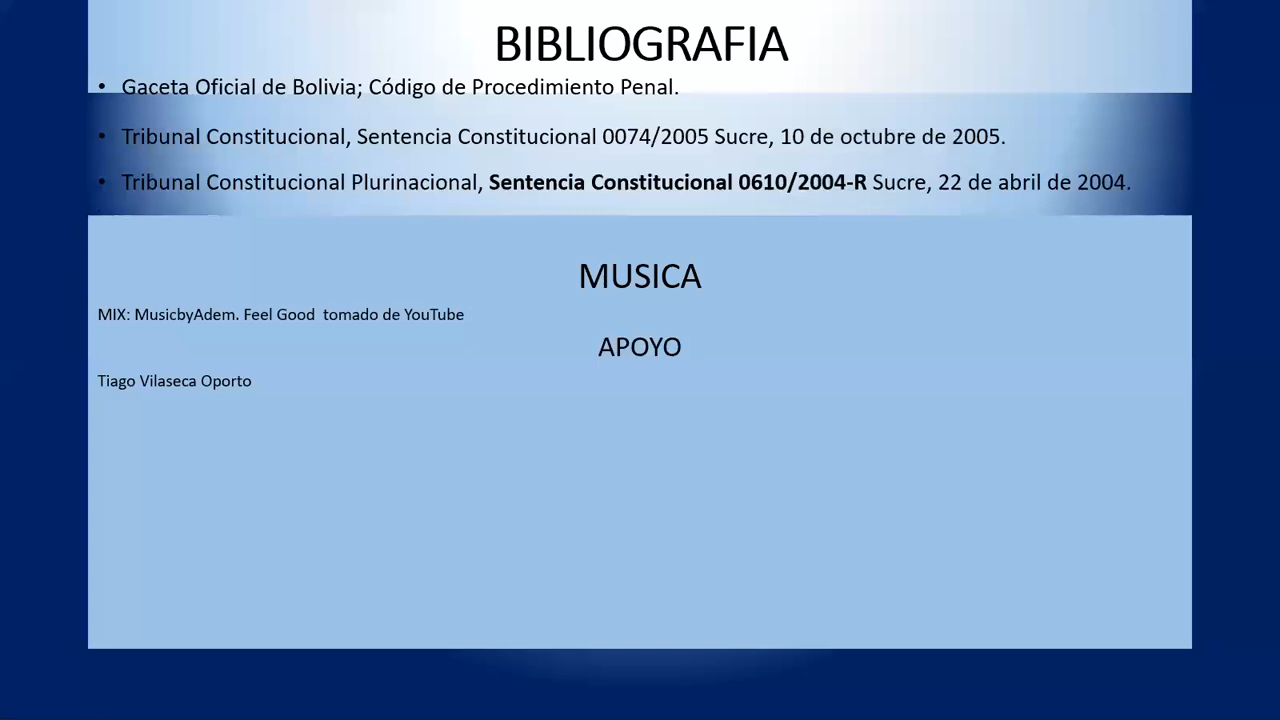 BIBLIOGRAFIA
• Gaceta Oficial de Bolivia; Código de Procedimiento Penal.
• Tribunal Constitucional, Sentencia Constitucional 0074/2005 Sucre, 10 de octubre de 2005.
• Tribunal Constitucional Plurinacional, Sentencia Constitucional 0610/2004-R Sucre, 22 de abril de 2004.
MUSICA
MIX: MusicbyAdem. Feel Good  tomado de YouTube
APOYO
Tiago Vilaseca Oporto